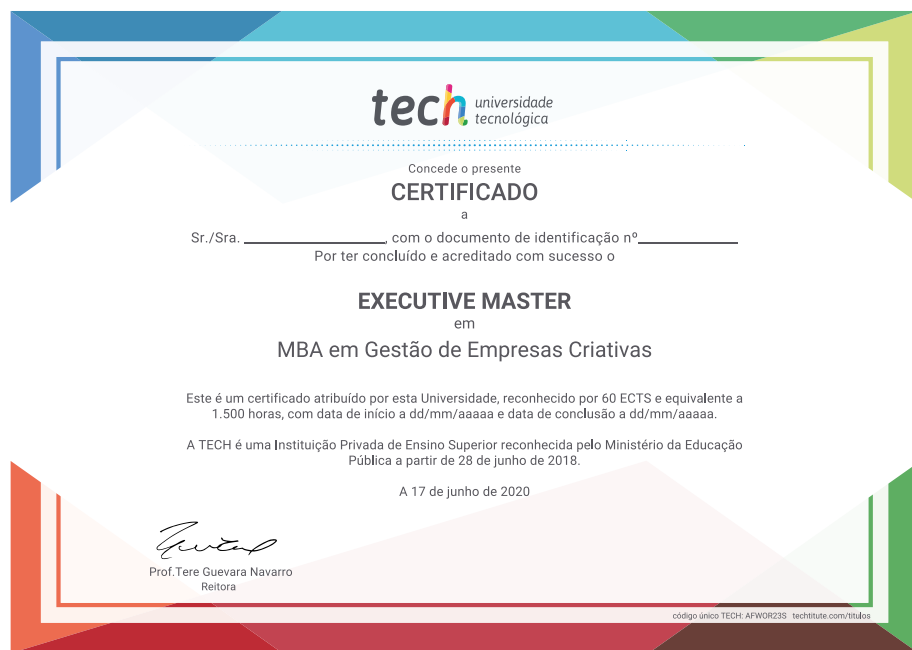 tech universidade
tecnológica
Concede o presente
CERTIFICADO
a
Sr./Sra. ________________, com o documento de identificação nº____________
Por ter concluído e acreditado com sucesso o
EXECUTIVE MASTER
em
MBA em Gestão de Empresas Criativas
Este é um certificado atribuído por esta Universidade, reconhecido por 60 ECTS e equivalente a
1.500 horas, com data de início a dd/mm/aaaaa e data de conclusão a dd/mm/aaaaa.
A TECH é uma Instituição Privada de Ensino Superior reconhecida pelo Ministério da Educação
Pública a partir de 28 de junho de 2018.
A 17 de junho de 2020
Prof.Tere Guevara Navarro
Reitora
código único TECH: AFWOR23S techtitute.com/titulos